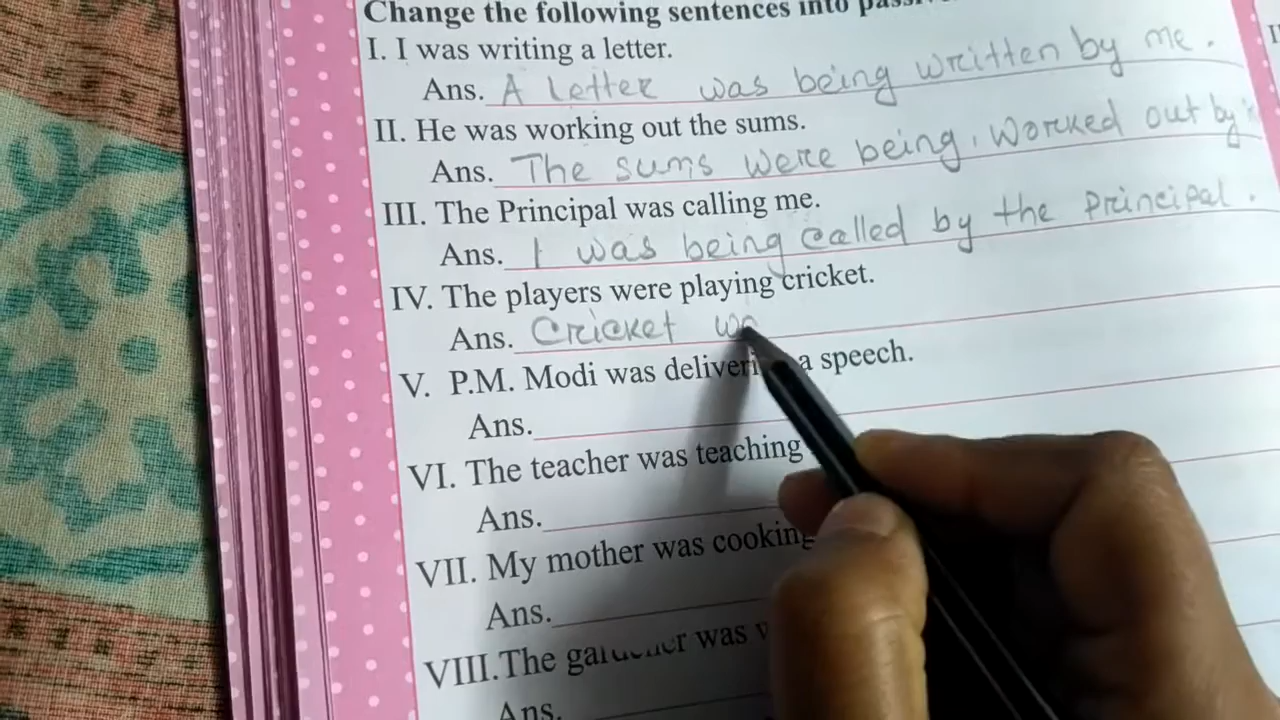 Change the following sentences into
I. I was writing a letter.
Ans. A letter was being written by me.
II. He was working out the sums.
Ans. The sums were being, worked out by
III. The Principal was calling me.
Ans. I was being called by the principal.
IV. The players were playing cricket.
Ans. Cricket
V. P.M. Modi was a speech.
Ans.
VI. The teacher was teaching
Ans.
VII. My mother was cooking
Ans.
VIII. The was
Ans.